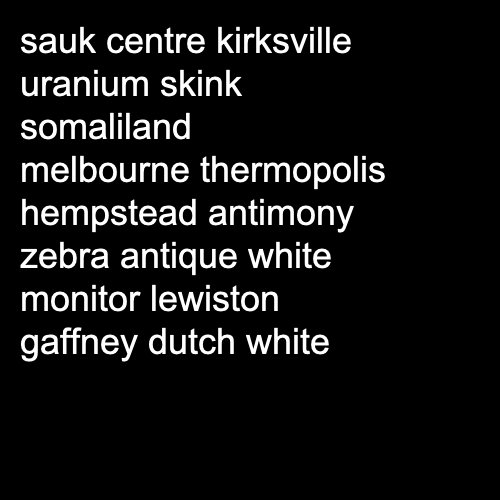 sauk centre kirksville
uranium skink
somaliland
melbourne thermopolis
hempstead antimony
zebra antique white
monitor lewiston
gaffney dutch white